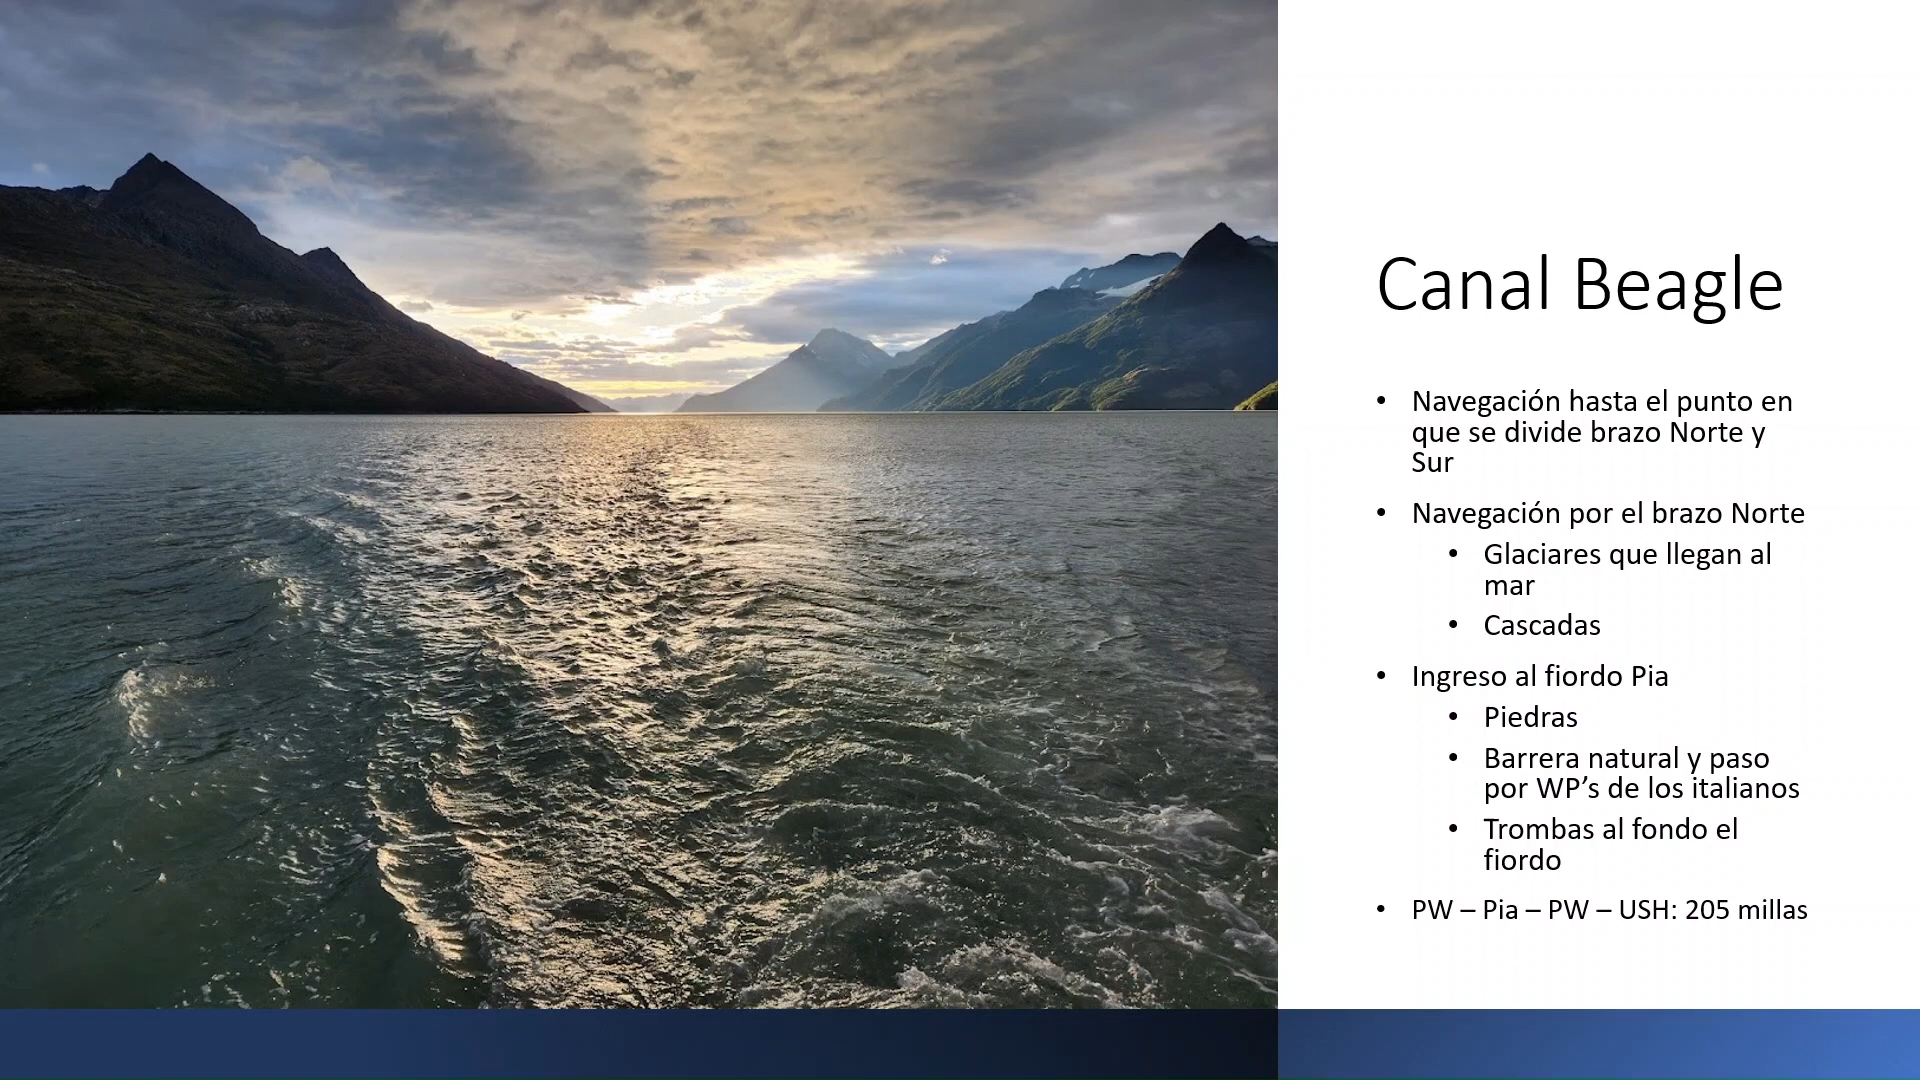 Canal Beagle
• Navegación hasta el punto en
que se divide brazo Norte y
Sur
• Navegación por el brazo Norte
• Glaciares que llegan al
mar
• Cascadas
• Ingreso al fiordo Pia
• Piedras
• Barrera natural y paso
por WP’s de los italianos
• Trombas al fondo el
fiordo
• PW – Pia – PW – USH: 205 millas